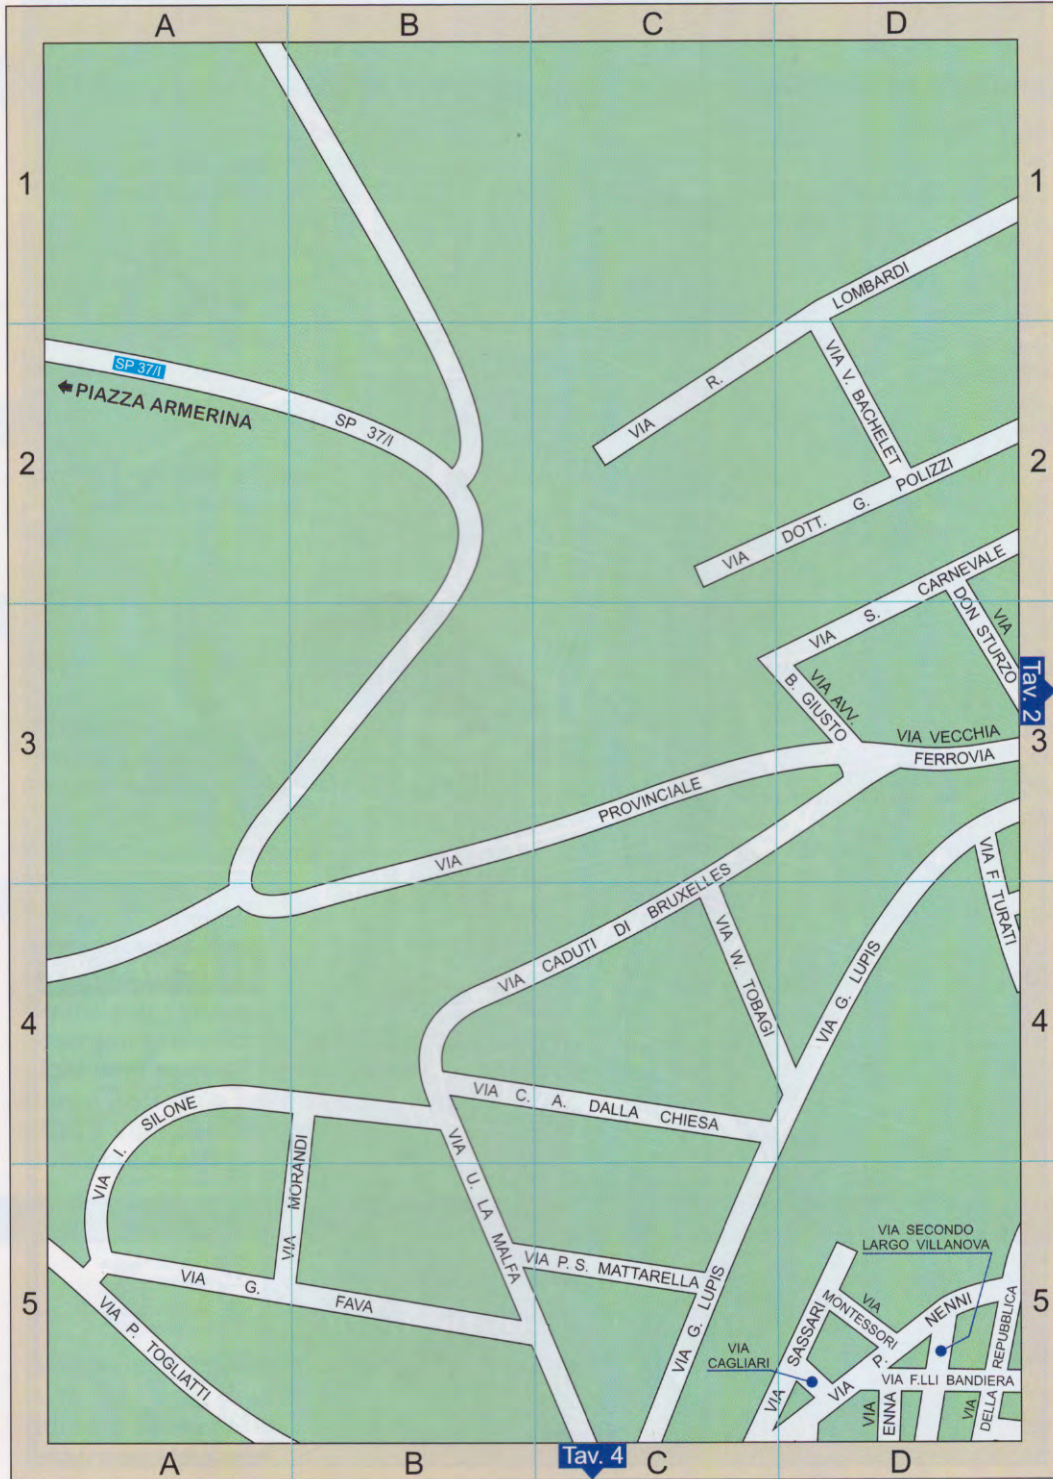 A B C D
1 1
LOMBARDI
SP 37/I
PIAZZA ARMERINA
SP 37/I
VIA R.
VIA V. BACHELET
2 2
POLIZZI
VIA DOTT. G.
CARNEVALE
VIA S.
VIA
DON STURZO
Tav. 2
VIA AVV.
B. GIUSTO
3 3
VIA VECCHIA
FERROVIA
VIA PROVINCIALE
VIA F. TURATI
VIA CADUTI DI BRUXELLES
VIA W. TOBAGI
VIA G. LUPIS
4 4
VIA C. A. DALLA CHIESA
VIA I. SILONE
VIA MORANDI
VIA U. LA MALFA
VIA SECONDO
LARGO VILLANOVA
VIA P. S. MATTARELLA
VIA G. FAVA
5 5
VIA P. TOGLIATTI
VIA G. LUPIS
VIA SASSARI
VIA
MONTESSORI
VIA P. NENNI
VIA
CAGLIARI
VIA F.LLI BANDIERA
VIA
ENNA
VIA
DELLA REPUBBLICA
A B C D
Tav. 4